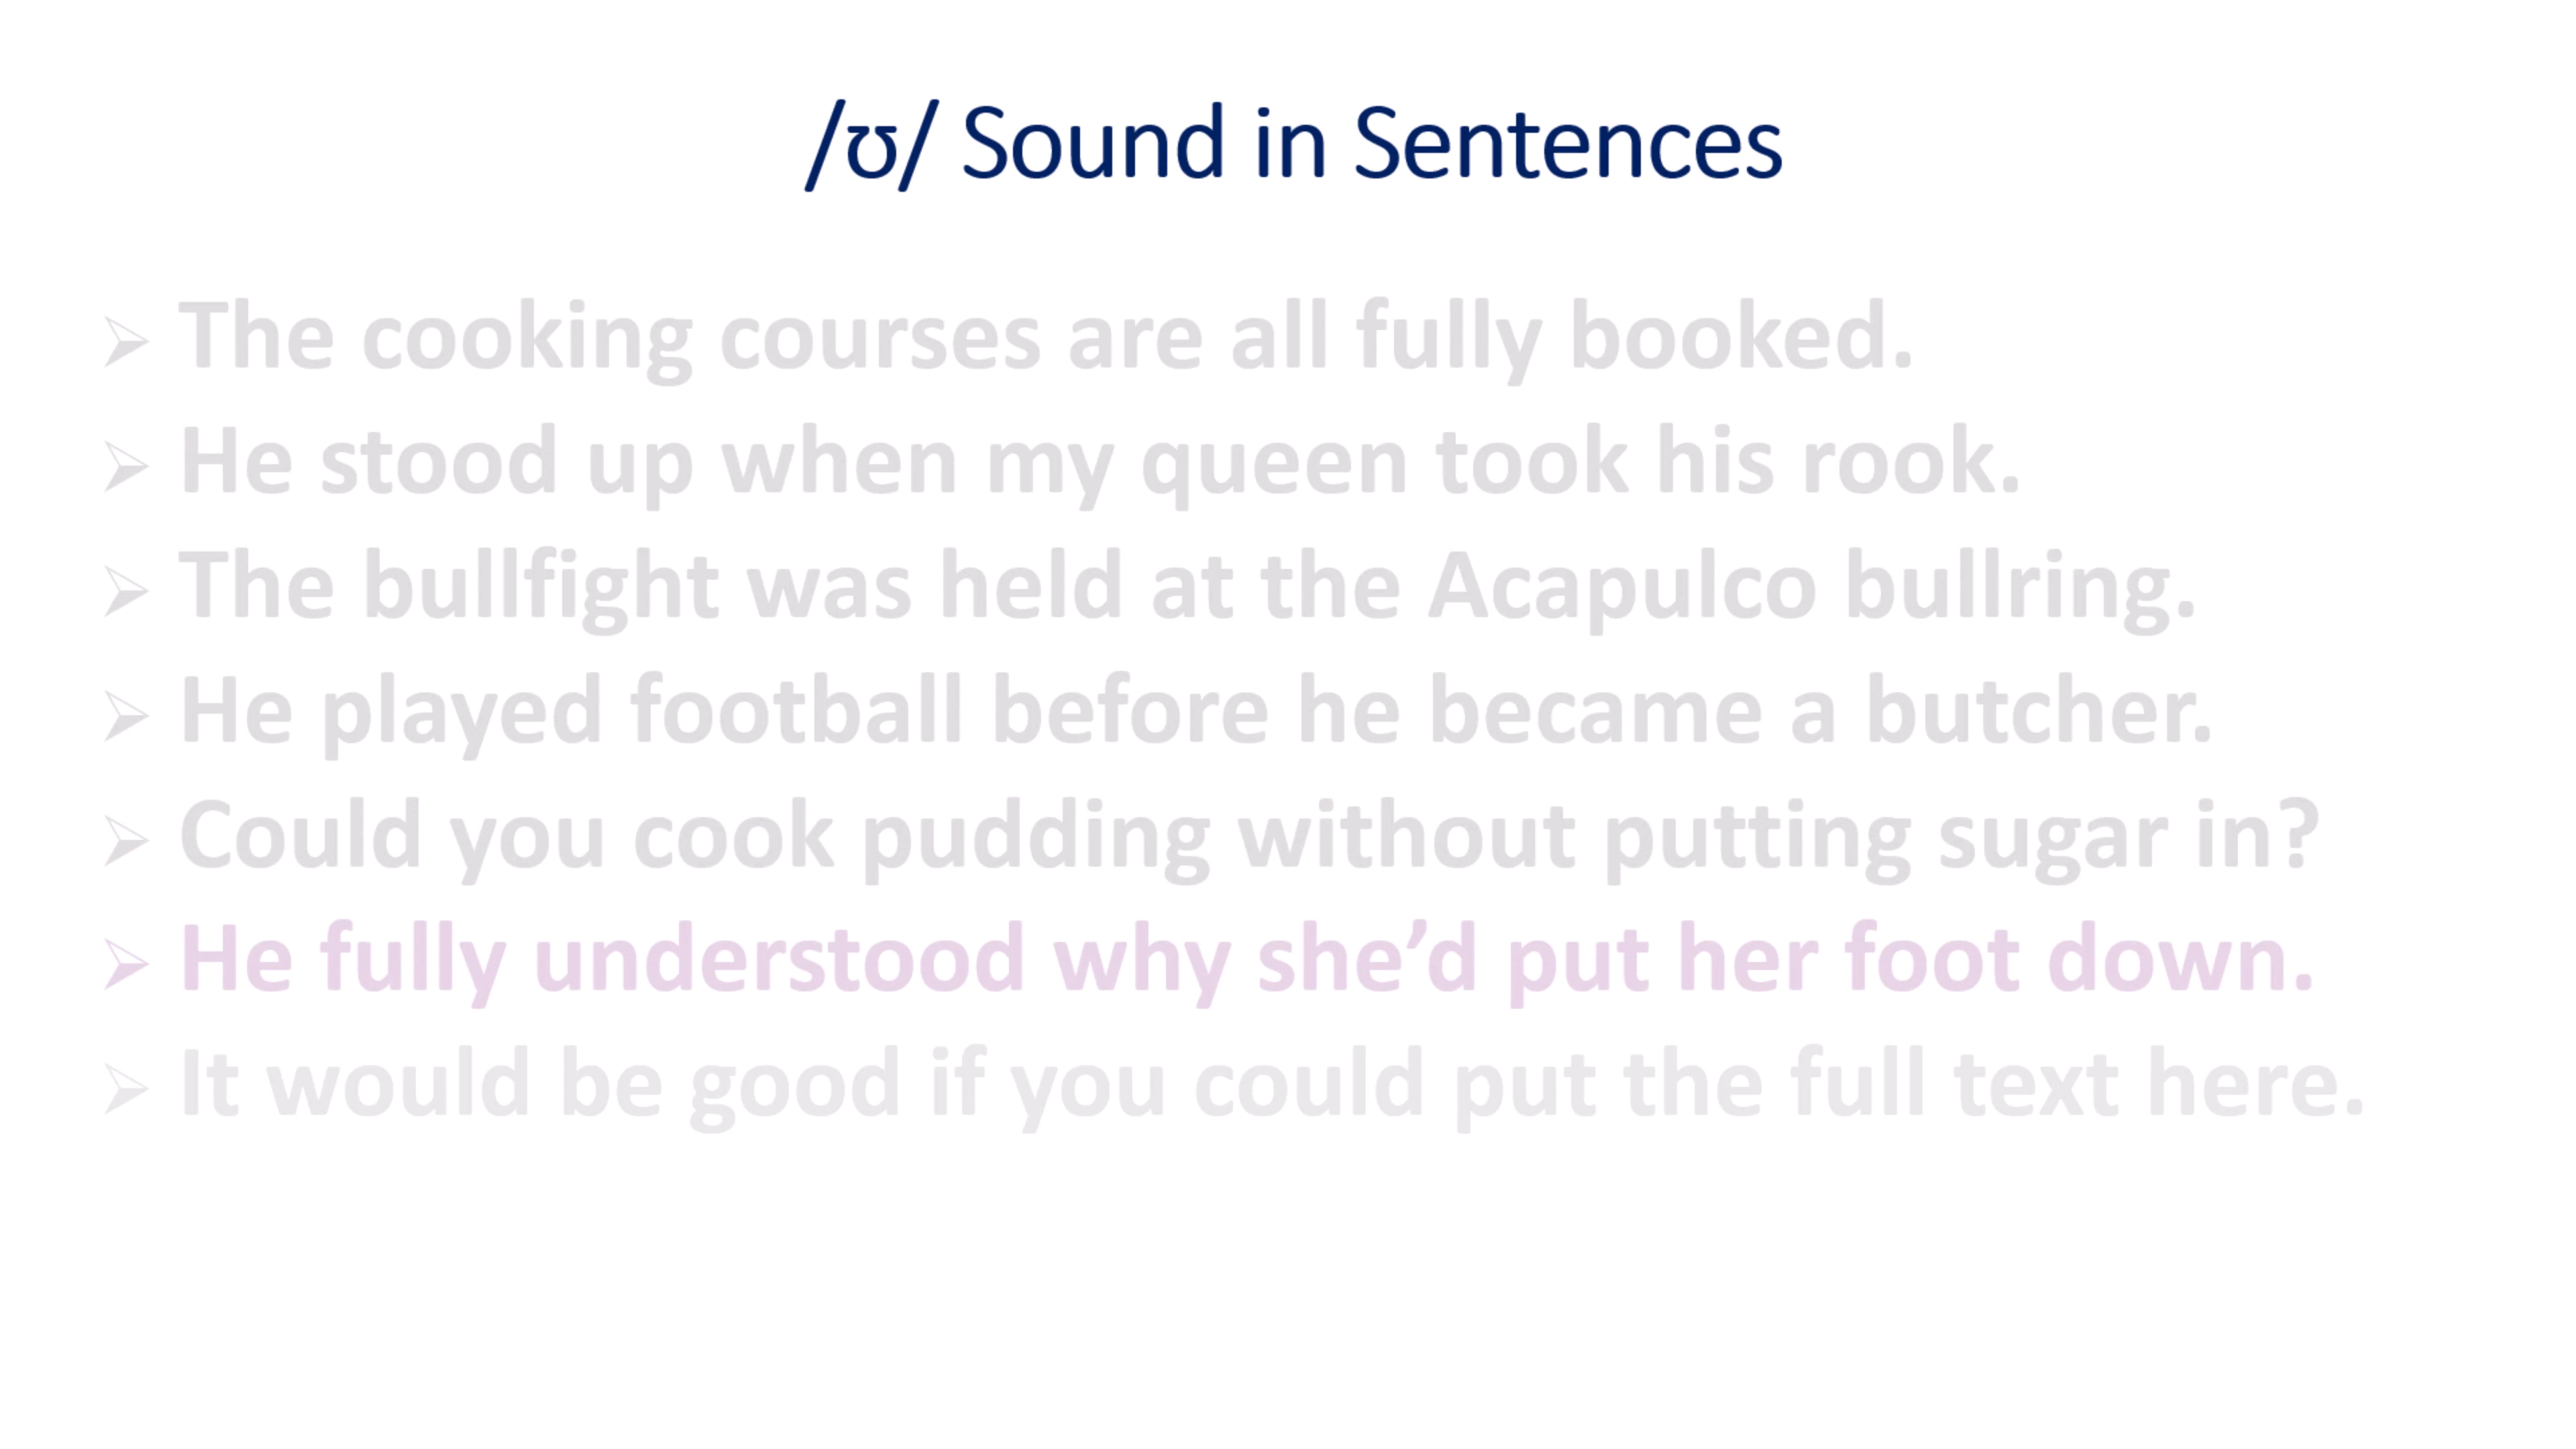 /ʊ/ Sound in Sentences
➢ The cooking courses are all fully booked.
➢ He stood up when my queen took his rook.
➢ The bullfight was held at the Acapulco bullring.
➢ He played football before he became a butcher.
➢ Could you cook pudding without putting sugar in?
➢ He fully understood why she’d put her foot down.
➢ It would be good if you could put the full text here.